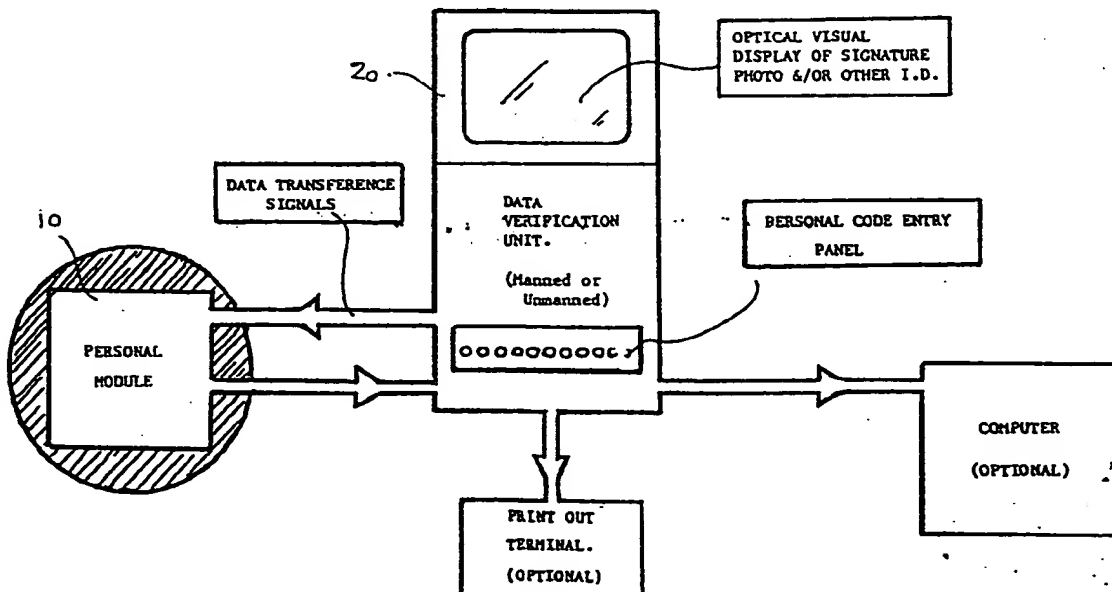 OPTICAL VISUAL
DISPLAY OF SIGNATURE
PHOTO &/OR OTHER I.D.
20
DATA TRANSFERENCE
SIGNALS
DATA
VERIFICATION
UNIT.
(Manned or
Unmanned)
BERSONAL CODE ENTRY
PANEL
10
PERSONAL
MODULE
COMPUTER
(OPTIONAL)
PRINT OUT
TERMINAL.
(OPTIONAL)